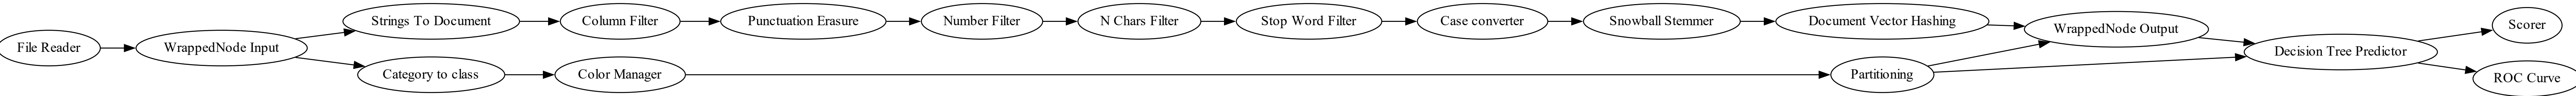 File Reader
WrappedNode Input
Strings To Document
Column Filter
Punctuation Erasure
Number Filter
N Chars Filter
Stop Word Filter
Case converter
Snowball Stemmer
Document Vector Hashing
WrappedNode Output
Category to class
Color Manager
Partitioning
Decision Tree Predictor
Scorer
ROC Curve